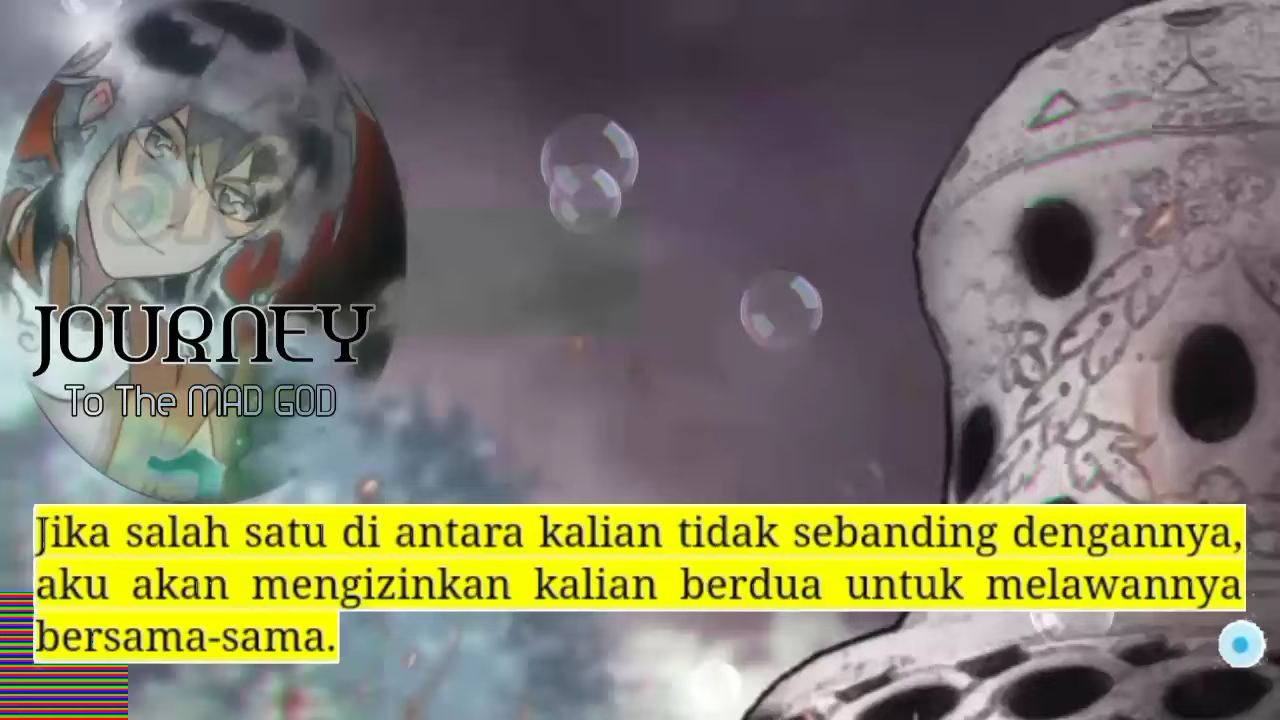 JOURNEY
To The MAD GOD
Jika salah satu di antara kalian tidak sebanding dengannya,
aku akan mengizinkan kalian berdua untuk melawannya
bersama-sama.